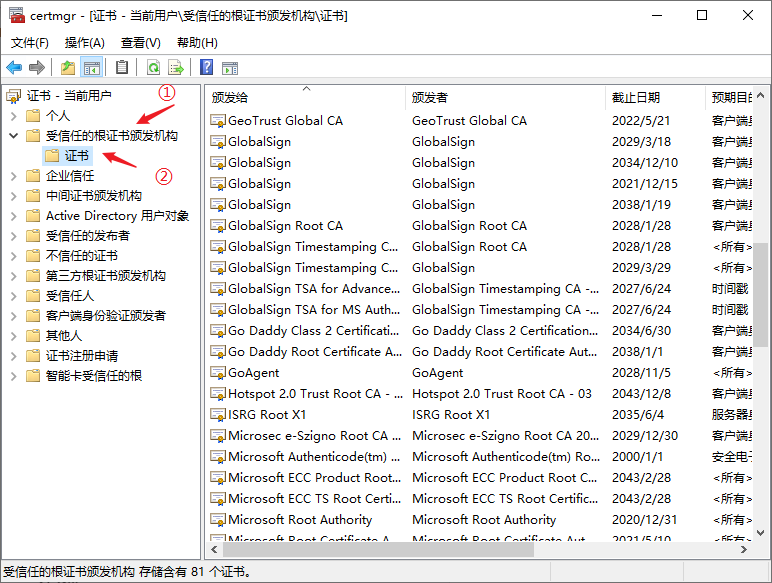 certmgr - [证书 - 当前用户\受信任的根证书颁发机构\证书]
文件(F) 操作(A) 查看(V) 帮助(H)
证书 - 当前用户
①
个人
受信任的根证书颁发机构
证书
②
企业信任
中间证书颁发机构
Active Directory 用户对象
受信任的发布者
不信任的证书
第三方根证书颁发机构
受信任人
客户端身份验证颁发者
其他人
证书注册申请
智能卡受信任的根
颁发给 颁发者 截止日期 预期目的
GeoTrust Global CA GeoTrust Global CA 2022/5/21 客户端
GlobalSign GlobalSign 2029/3/18 客户端
GlobalSign GlobalSign 2034/12/10 客户端
GlobalSign GlobalSign 2021/12/15 客户端
GlobalSign GlobalSign 2038/1/19 客户端
GlobalSign Root CA GlobalSign Root CA 2028/1/28 客户端
GlobalSign Timestamping C... GlobalSign Root CA 2028/1/28 <所有>
GlobalSign Timestamping C... GlobalSign 2029/3/29 <所有>
GlobalSign TSA for Advance... GlobalSign Timestamping CA -... 2027/6/24 时间戳
GlobalSign TSA for MS Auth... GlobalSign Timestamping CA -... 2027/6/24 时间戳
Go Daddy Class 2 Certificati... Go Daddy Class 2 Certification... 2034/6/30 客户端
Go Daddy Root Certificate A... Go Daddy Root Certificate Aut... 2038/1/1 客户端
GoAgent GoAgent 2028/11/5 <所有>
Hotspot 2.0 Trust Root CA - ... Hotspot 2.0 Trust Root CA - 03 2043/12/8 客户端
ISRG Root X1 ISRG Root X1 2035/6/4 服务器
Microsec e-Szigno Root CA ... Microsec e-Szigno Root CA 20... 2029/12/30 客户端
Microsoft Authenticode(tm) ... Microsoft Authenticode(tm) Ro... 2000/1/1 安全电子
Microsoft ECC Product Root... Microsoft ECC Product Root C... 2043/2/28 <所有>
Microsoft ECC TS Root Certi... Microsoft ECC TS Root Certific... 2043/2/28 <所有>
Microsoft Root Authority Microsoft Root Authority 2020/12/31 <所有>
Microsoft Root Certificate A... Microsoft Root Certificate Aut... 2021/5/10 <所有>
受信任的根证书颁发机构 存储含有 81 个证书。